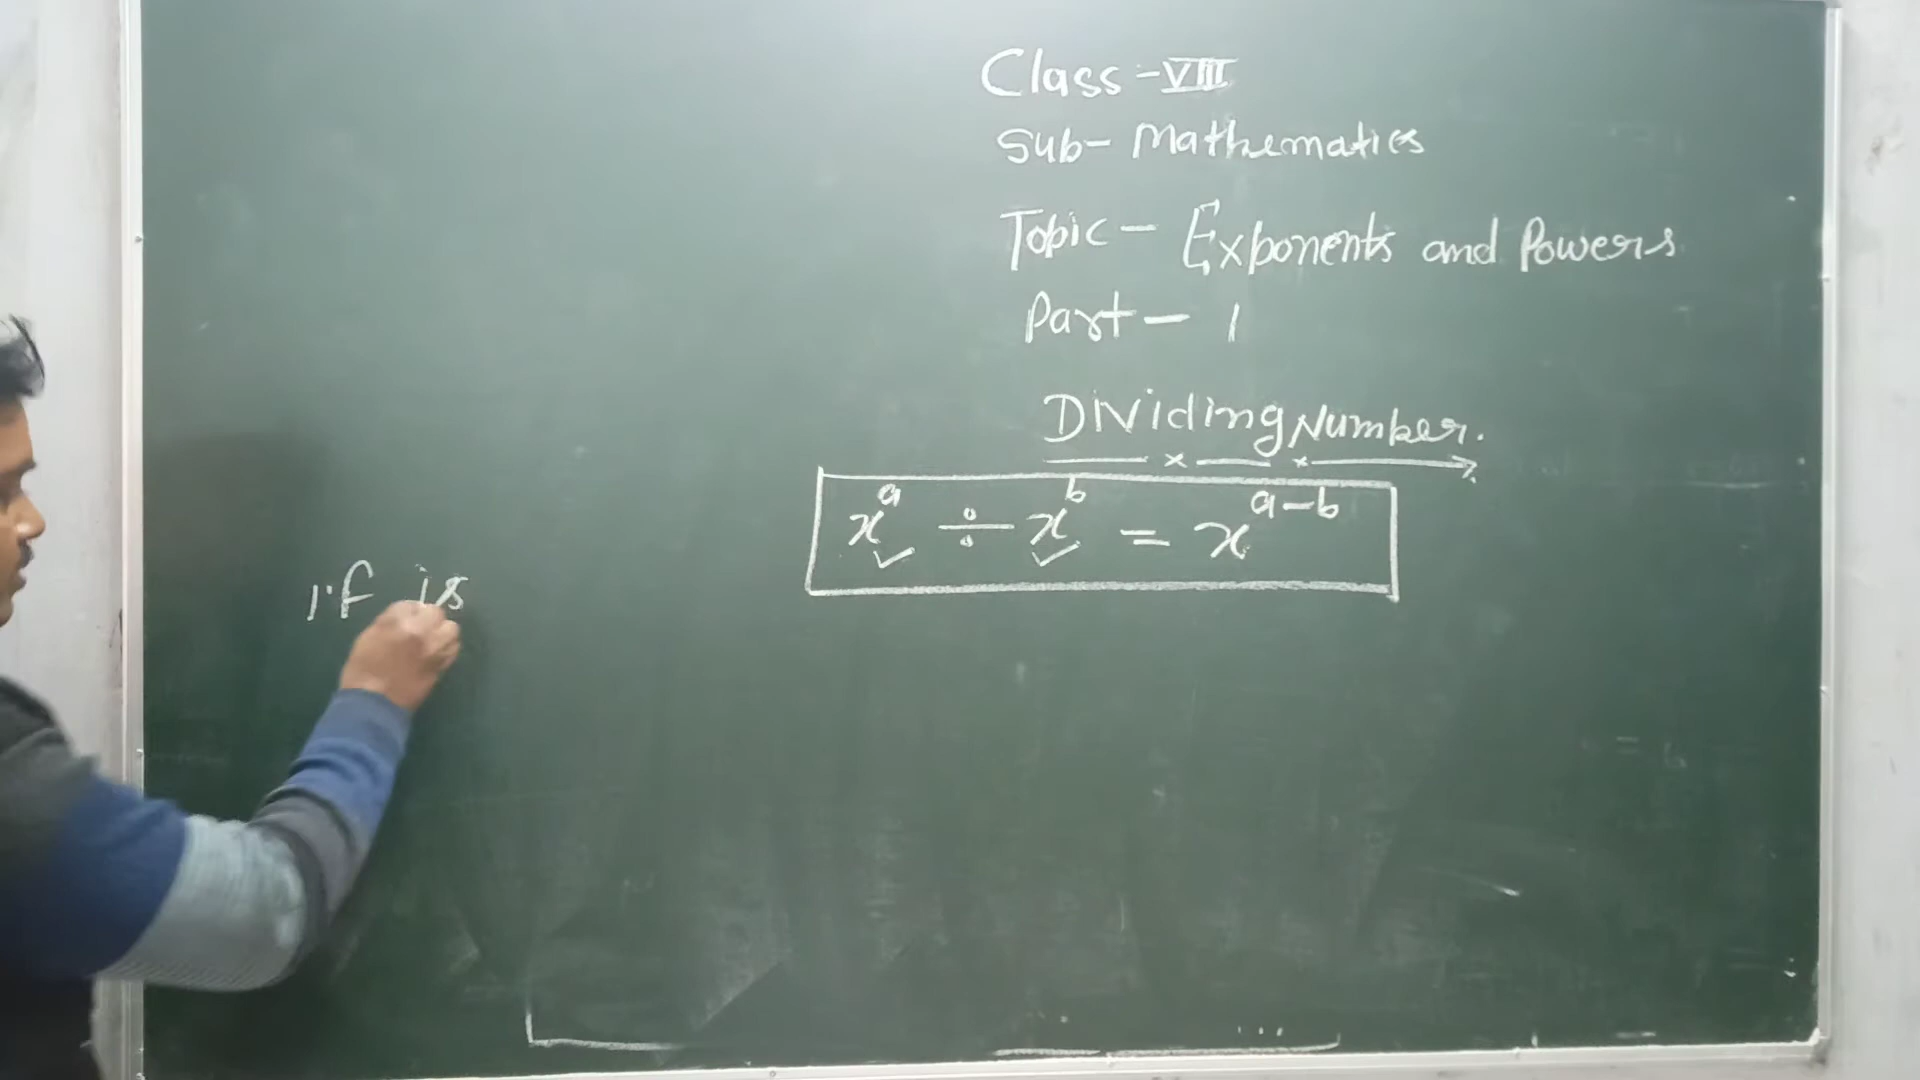 Class - VIII
Sub- Mathematics
Topic - Exponents and Powers
Part - 1
Dividing Number.
x^a ÷ x^b = x^(a-b)
if is